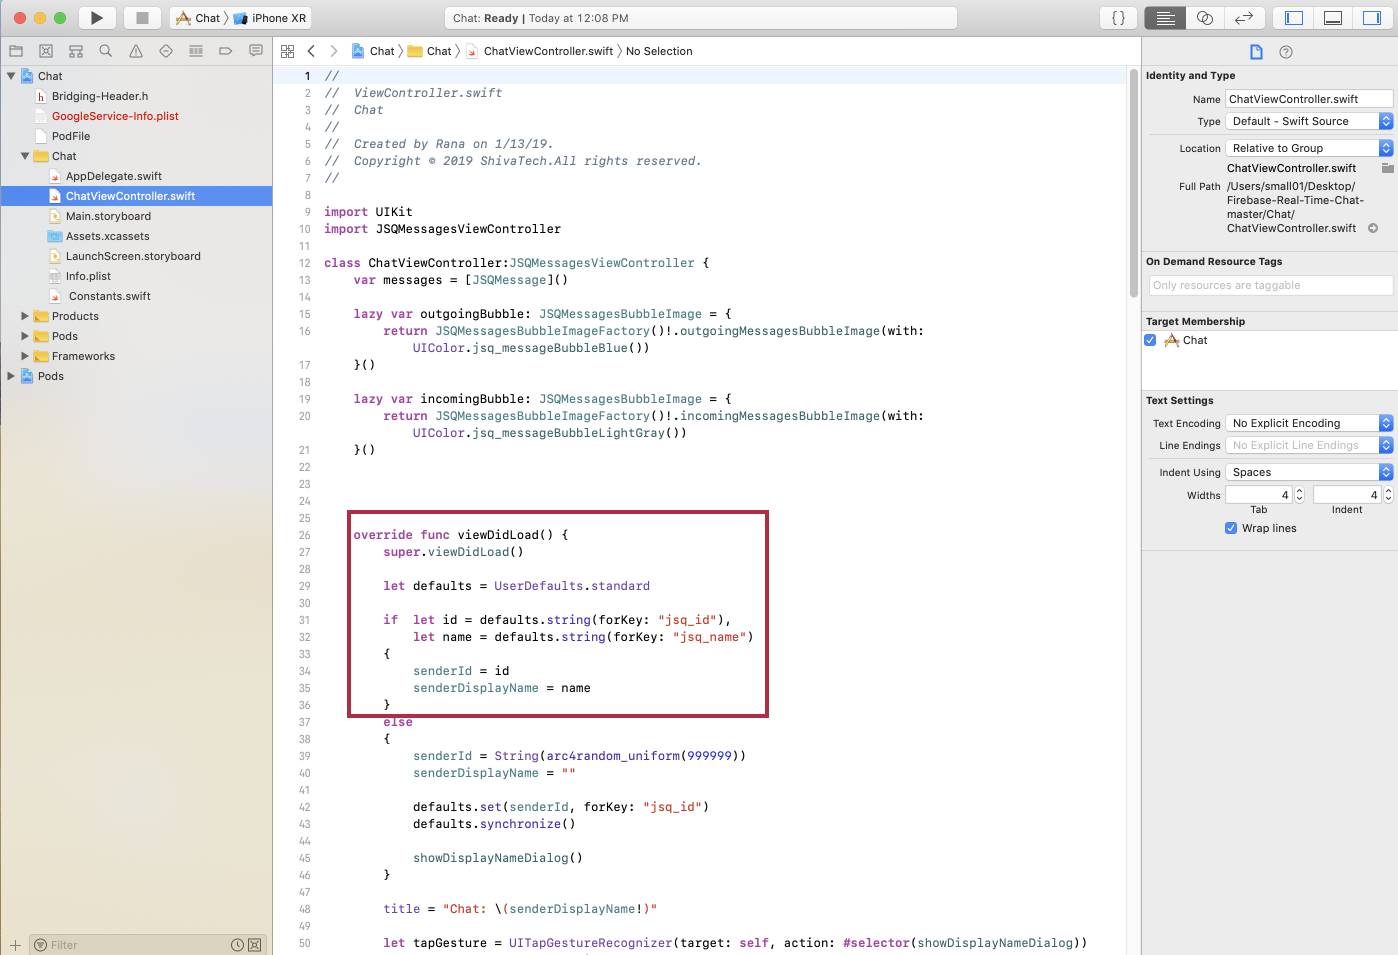 Chat 〉 iPhone XR
Chat: Ready | Today at 12:08 PM
{ }
Chat
Bridging-Header.h
GoogleService-Info.plist
PodFile
Chat
AppDelegate.swift
ChatViewController.swift
Main.storyboard
Assets.xcassets
LaunchScreen.storyboard
Info.plist
Constants.swift
Products
Pods
Frameworks
Pods
Filter
Chat 〉 Chat 〉 ChatViewController.swift 〉 No Selection
1 //
2 //  ViewController.swift
3 //  Chat
4 //
5 //  Created by Rana on 1/13/19.
6 //  Copyright © 2019 ShivaTech.All rights reserved.
7 //
8
9 import UIKit
10 import JSQMessagesViewController
11
12 class ChatViewController:JSQMessagesViewController {
13     var messages = [JSQMessage]()
14
15     lazy var outgoingBubble: JSQMessagesBubbleImage = {
16         return JSQMessagesBubbleImageFactory()!.outgoingMessagesBubbleImage(with:
UIColor.jsq_messageBubbleBlue())
17     }()
18
19     lazy var incomingBubble: JSQMessagesBubbleImage = {
20         return JSQMessagesBubbleImageFactory()!.incomingMessagesBubbleImage(with:
UIColor.jsq_messageBubbleLightGray())
21     }()
22
23
24
25
26     override func viewDidLoad() {
27         super.viewDidLoad()
28
29         let defaults = UserDefaults.standard
30
31         if  let id = defaults.string(forKey: "jsq_id"),
32             let name = defaults.string(forKey: "jsq_name")
33         {
34             senderId = id
35             senderDisplayName = name
36         }
37         else
38         {
39             senderId = String(arc4random_uniform(999999))
40             senderDisplayName = ""
41
42             defaults.set(senderId, forKey: "jsq_id")
43             defaults.synchronize()
44
45             showDisplayNameDialog()
46         }
47
48         title = "Chat: \(senderDisplayName!)"
49
50         let tapGesture = UITapGestureRecognizer(target: self, action: #selector(showDisplayNameDialog))
Identity and Type
Name ChatViewController.swift
Type Default - Swift Source
Location Relative to Group
ChatViewController.swift
Full Path /Users/small01/Desktop/
Firebase-Real-Time-Chat-
master/Chat/
ChatViewController.swift
On Demand Resource Tags
Only resources are taggable
Target Membership
Chat
Text Settings
Text Encoding No Explicit Encoding
Line Endings No Explicit Line Endings
Indent Using Spaces
Widths 4 4
Tab Indent
Wrap lines